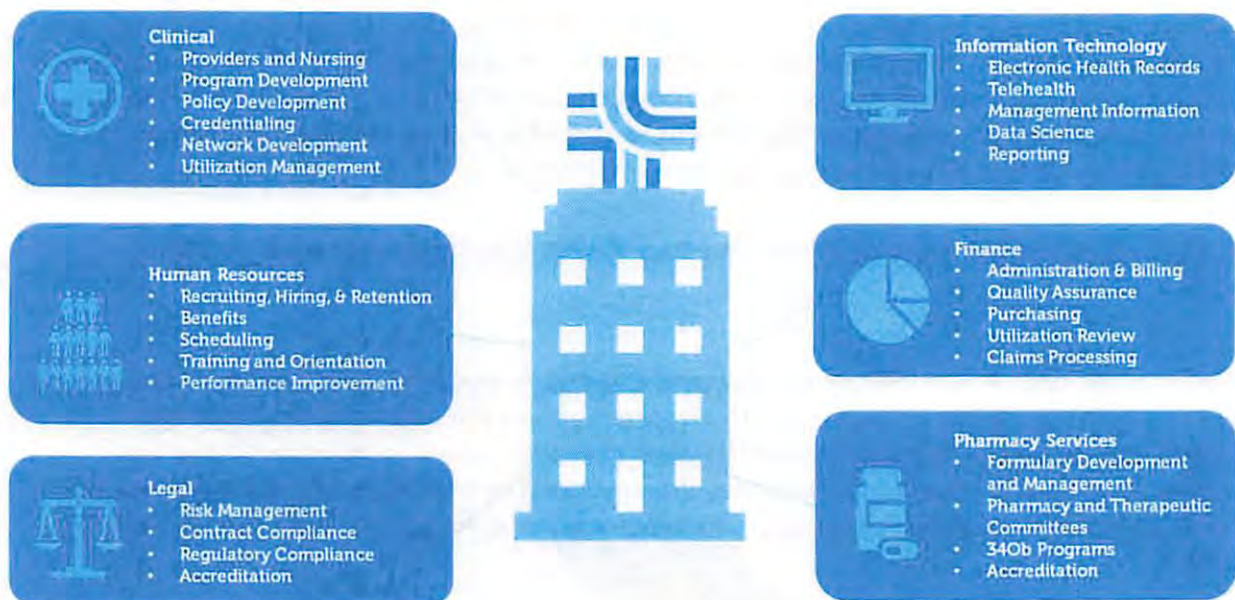 Clinical
• Providers and Nursing
• Program Development
• Policy Development
• Credentialing
• Network Development
• Utilization Management
Human Resources
• Recruiting, Hiring, & Retention
• Benefits
• Scheduling
• Training and Orientation
• Performance Improvement
Legal
• Risk Management
• Contract Compliance
• Regulatory Compliance
• Accreditation
Information Technology
• Electronic Health Records
• Telehealth
• Management Information
• Data Science
• Reporting
Finance
• Administration & Billing
• Quality Assurance
• Purchasing
• Utilization Review
• Claims Processing
Pharmacy Services
• Formulary Development
and Management
• Pharmacy and Therapeutic
Committees
• 340b Programs
• Accreditation